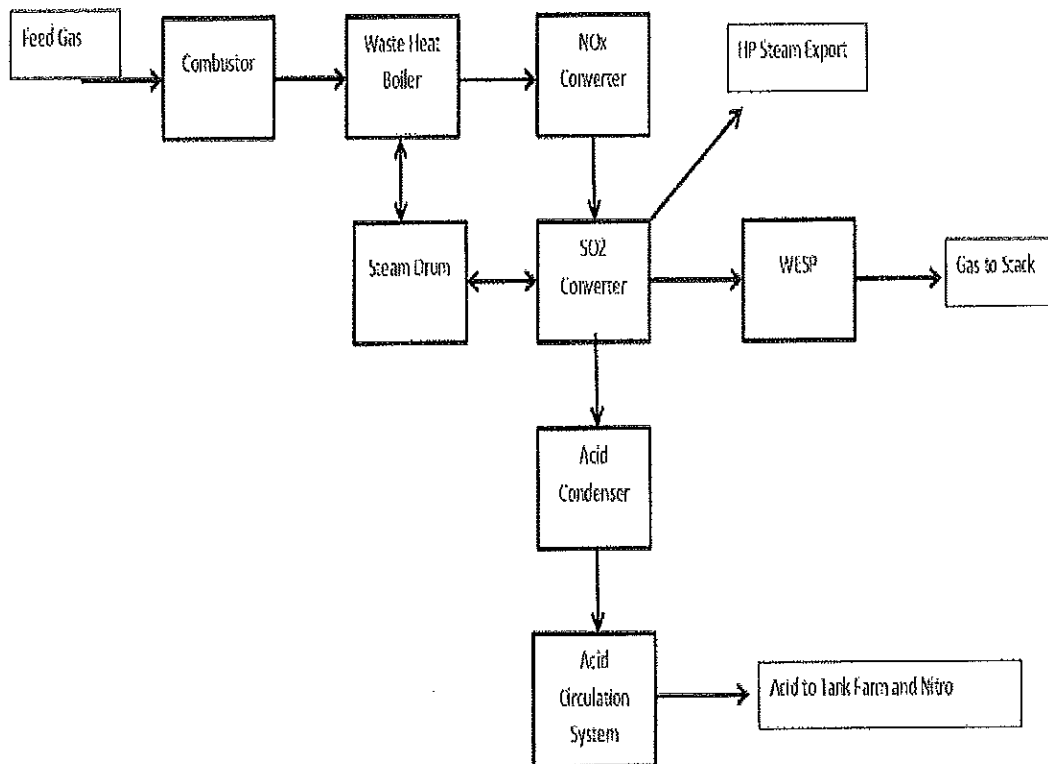 Feed Gas
Combustor
Waste Heat
Boiler
NOx
Converter
HP Steam Export
Steam Drum
SO2
Converter
WESP
Gas to Stack
Acid
Condenser
Acid
Circulation
System
Acid to Tank Farm and Nitro